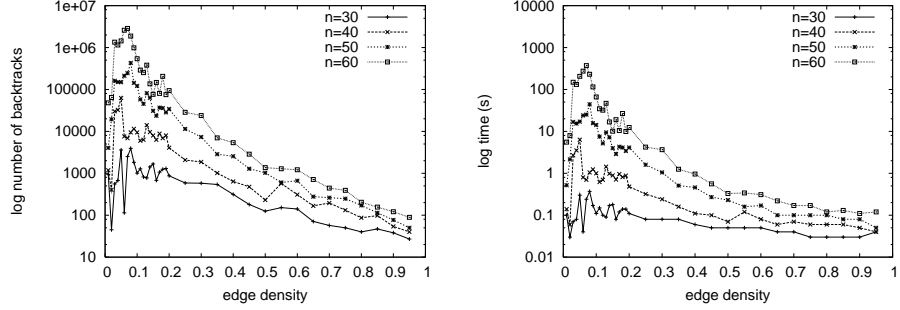 1e+07
1e+06
100000
10000
1000
100
10
0 0.1 0.2 0.3 0.4 0.5 0.6 0.7 0.8 0.9 1
log number of backtracks
edge density
n=30
n=40
n=50
n=60
10000
1000
100
10
1
0.1
0.01
0 0.1 0.2 0.3 0.4 0.5 0.6 0.7 0.8 0.9 1
log time (s)
edge density
n=30
n=40
n=50
n=60